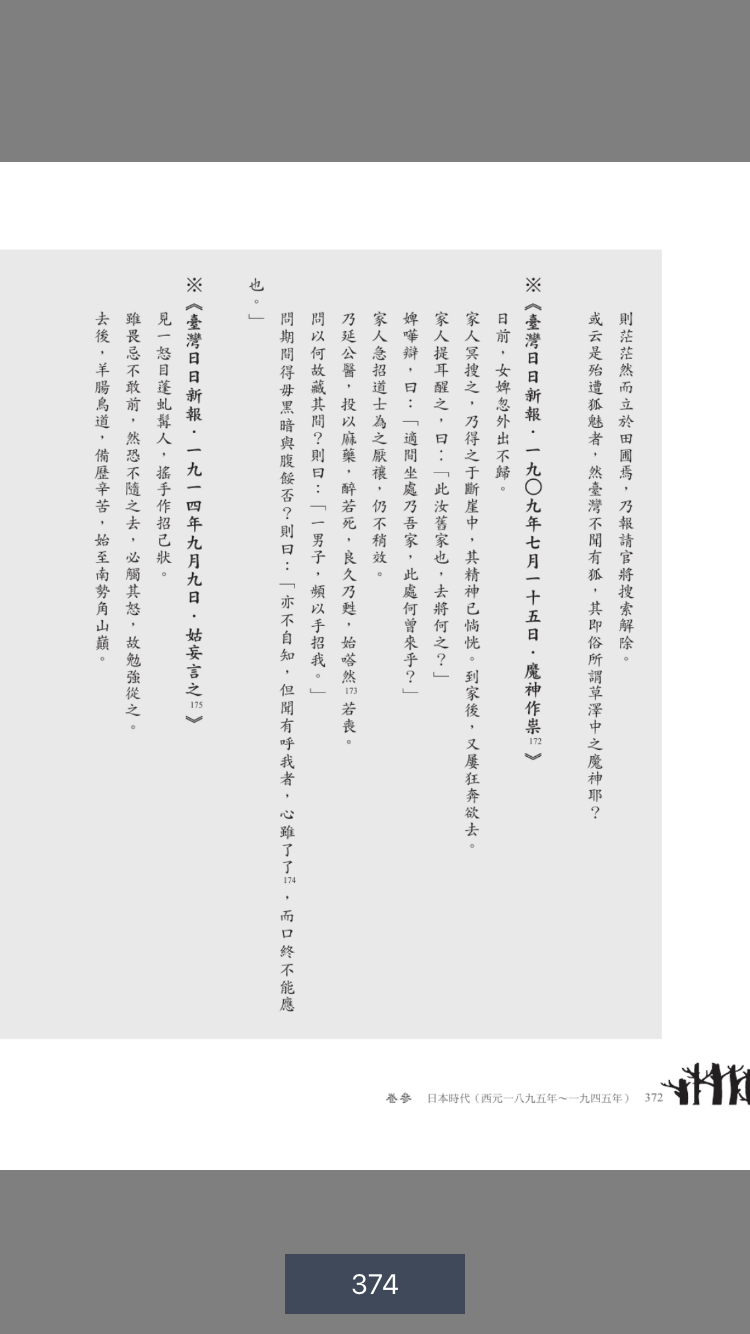 則茫茫然而立於田圃焉，乃報請官將搜索解除。
或云是殆遭狐魅者，然臺灣不聞有狐，其即俗所謂草澤中之魔神耶？
※《臺灣日日新報．一九〇九年七月一十五日．魔神作祟172》
日前，女婢忽外出不歸。
家人冥搜之，乃得之于斷崖中，其精神已惝恍。到家後，又屢狂奔欲去。
家人提耳醒之，曰：「此汝舊家也，去將何之？」
婢嘩辯，曰：「適間坐處乃吾家，此處何曾來乎？」
家人急招道士為之厭禳，仍不稍效。
乃延公醫，投以麻藥，醉若死，良久乃甦，始嗒然173若喪。
問以何故藏其間？則曰：「一男子，頻以手招我。」
問期間得毋黑暗與腹餒否？則曰：「亦不自知，但聞有呼我者，心雖了了174，而口終不能應
也。」
※《臺灣日日新報．一九一四年九月九日．姑妄言之175》
見一怒目蓬虬髯人，搖手作招己狀。
雖畏忌不敢前，然恐不隨之去，必觸其怒，故勉強從之。
去後，羊腸鳥道，備歷辛苦，始至南勢角山巔。
卷參　日本時代（西元一八九五年～一九四五年）　372
374